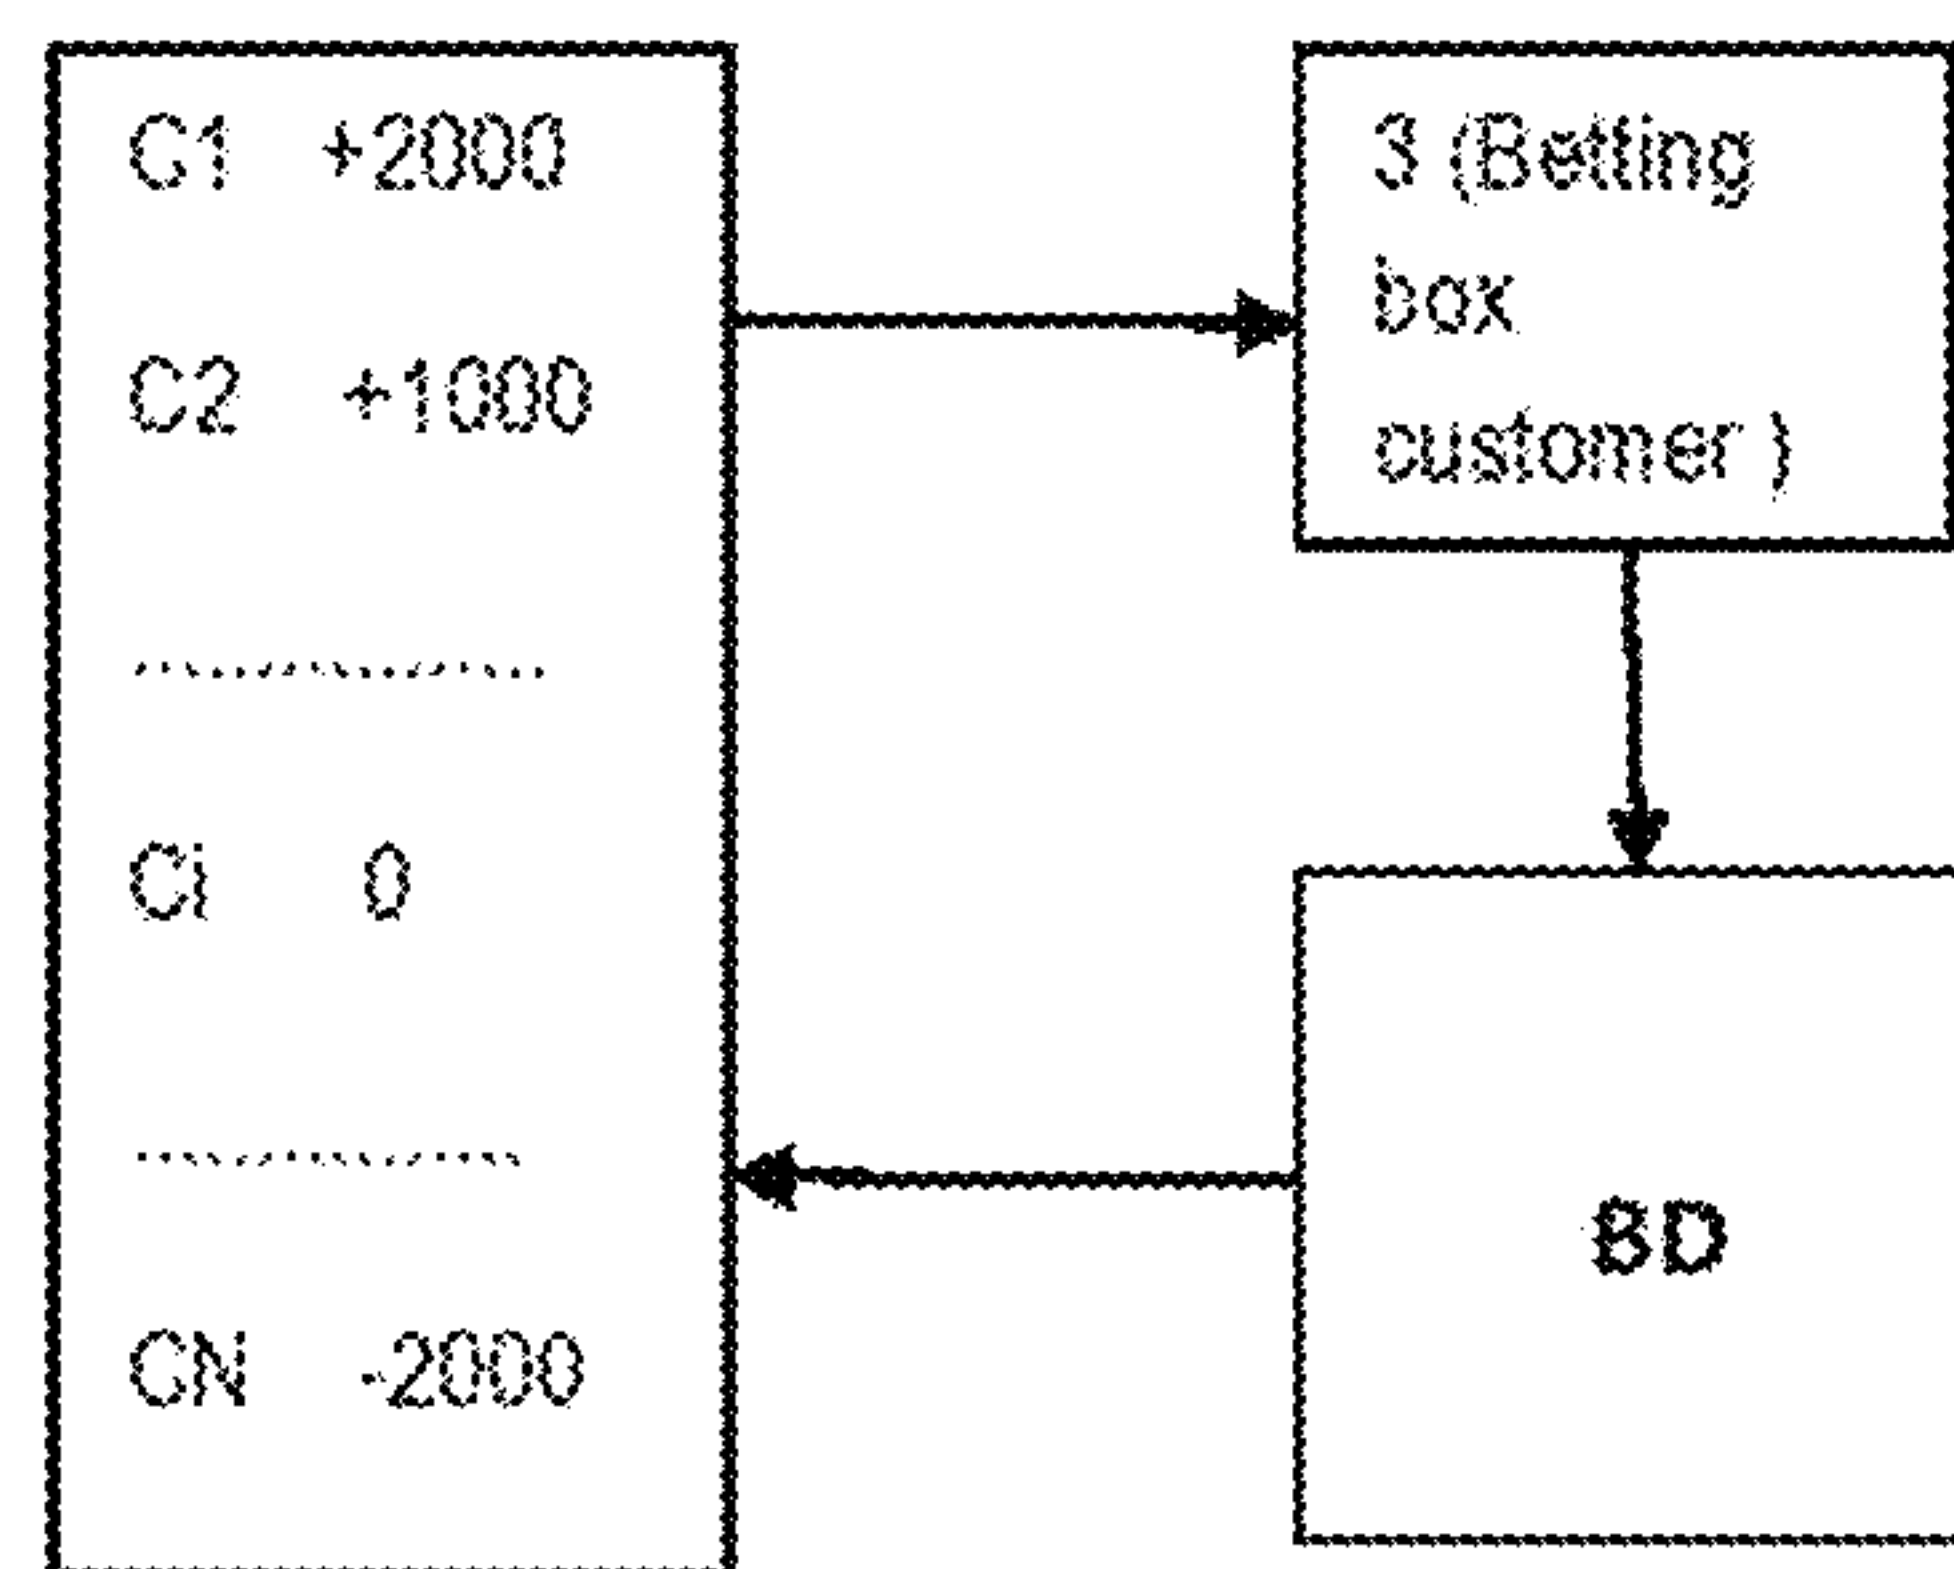 C1 +2000
C2 +1000
................
Ci 0
................
CN -2000
3 (Betting
box
customer )
BD